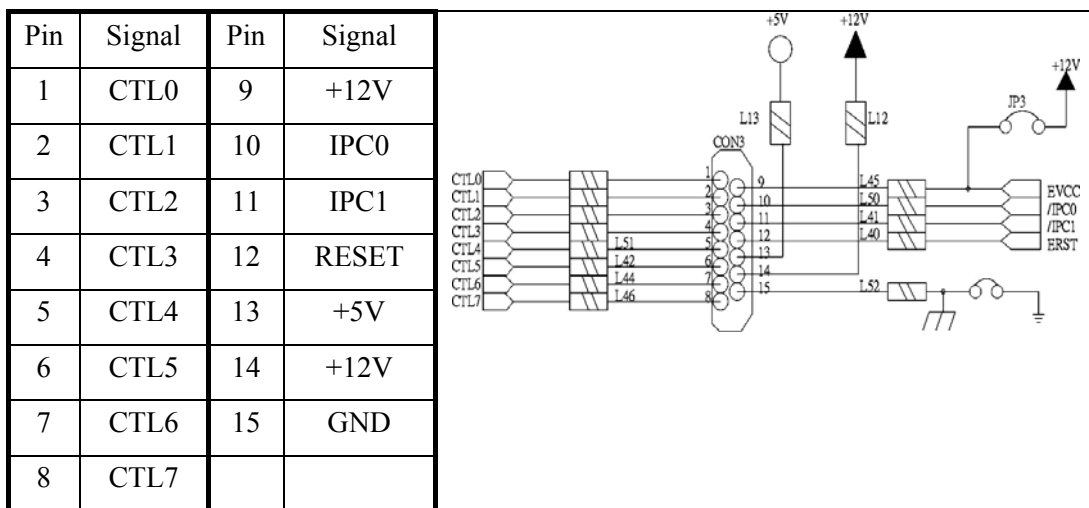 Pin Signal Pin Signal
1 CTL0 9 +12V
2 CTL1 10 IPC0
3 CTL2 11 IPC1
4 CTL3 12 RESET
5 CTL4 13 +5V
6 CTL5 14 +12V
7 CTL6 15 GND
8 CTL7
+5V +12V
+12V
JP3
L13 L12
CON3
CTL0 1 9 L45 EVCC
CTL1 2 10 L50 /IPC0
CTL2 3 11 L41 /IPC1
CTL3 4 12 L40 ERST
CTL4 L51 5 13
CTL5 L42 6 14
CTL6 L44 7 15 L52
CTL7 L46 8